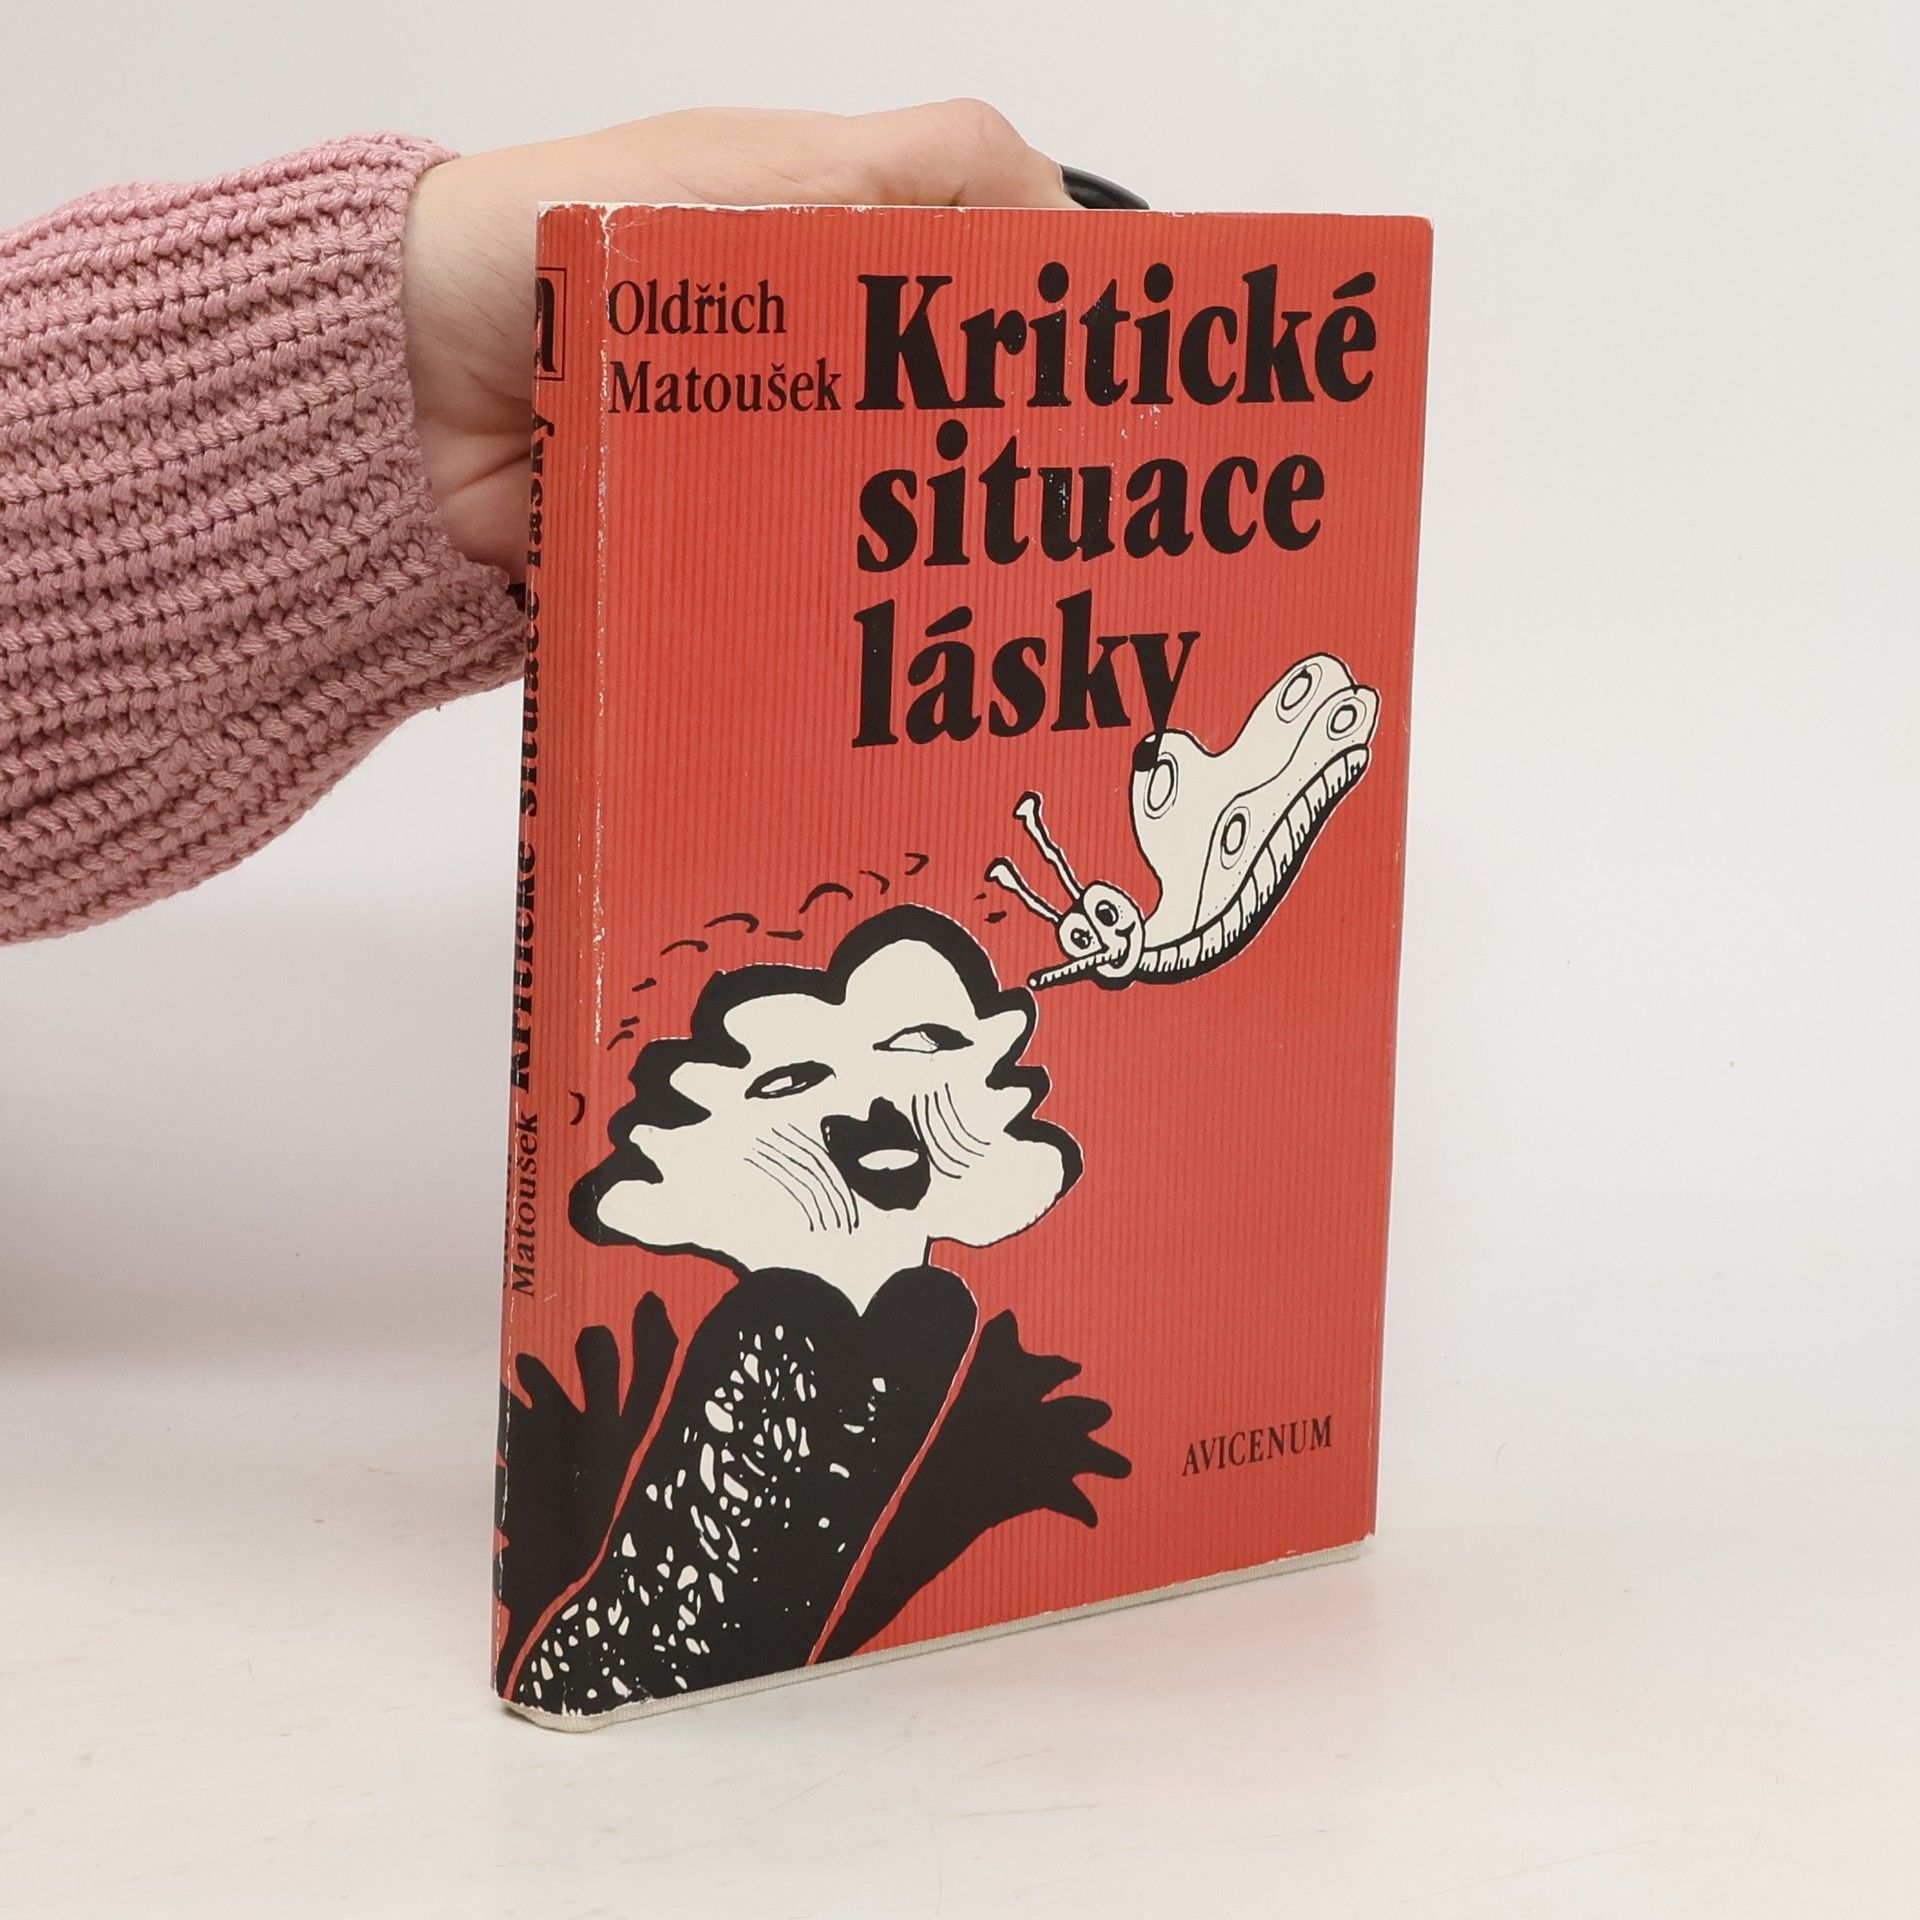 Oldřich
Matoušek
Kritické
situace
lásky
AVICENUM
Matoušek Kritické situace lásky